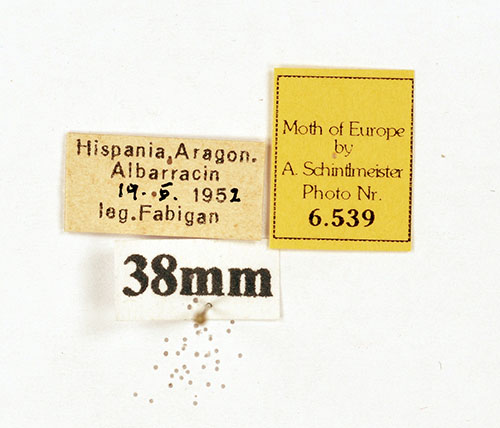 Hispania, Aragon.
Albarracin
19. 5. 1952
leg. Fabigan
Moth of Europe
by
A. Schintlmeister
Photo Nr.
6.539
38mm